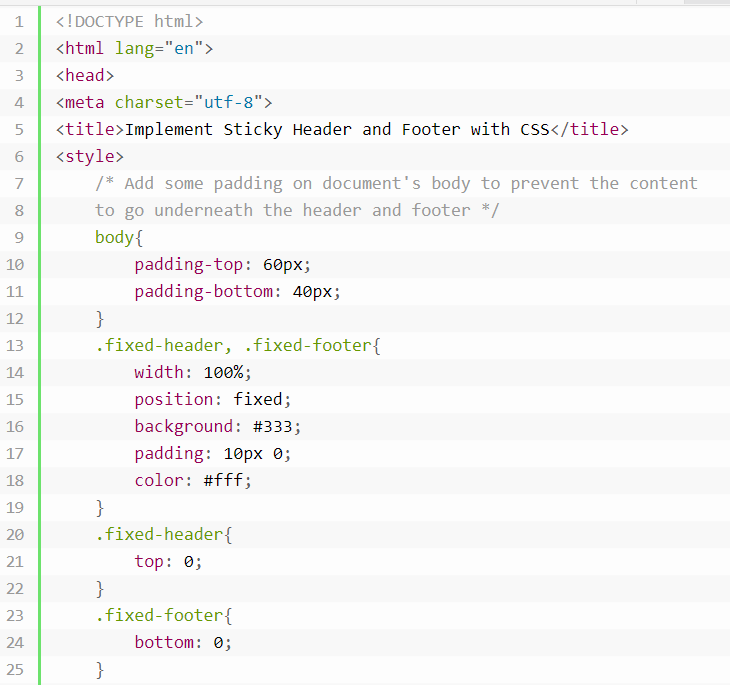 1 <!DOCTYPE html>
2 <html lang="en">
3 <head>
4 <meta charset="utf-8">
5 <title>Implement Sticky Header and Footer with CSS</title>
6 <style>
7     /* Add some padding on document's body to prevent the content
8     to go underneath the header and footer */
9     body{
10         padding-top: 60px;
11         padding-bottom: 40px;
12     }
13     .fixed-header, .fixed-footer{
14         width: 100%;
15         position: fixed;
16         background: #333;
17         padding: 10px 0;
18         color: #fff;
19     }
20     .fixed-header{
21         top: 0;
22     }
23     .fixed-footer{
24         bottom: 0;
25     }